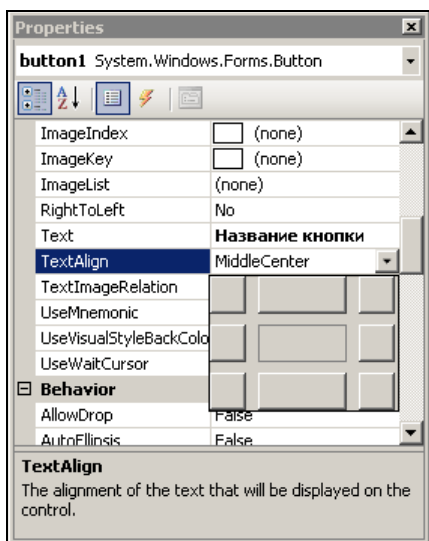 Properties
button1 System.Windows.Forms.Button
ImageIndex (none)
ImageKey (none)
ImageList (none)
RightToLeft No
Text Название кнопки
TextAlign MiddleCenter
TextImageRelation
UseMnemonic
UseVisualStyleBackColo
UseWaitCursor
Behavior
AllowDrop False
AutoEllipsis False
TextAlign
The alignment of the text that will be displayed on the
control.